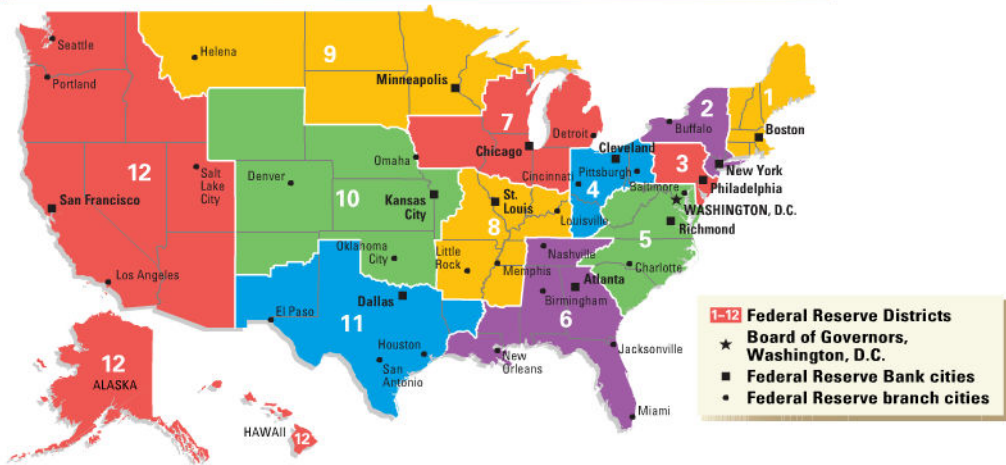 Seattle
Portland
Helena
9
Minneapolis
7
Chicago
Detroit
2
Buffalo
1
Boston
New York
3
Philadelphia
Cleveland
Pittsburgh
Cincinnati
4
Baltimore
WASHINGTON, D.C.
Richmond
5
Charlotte
12
Salt
Lake
City
San Francisco
Los Angeles
Omaha
Denver
10
Kansas
City
Oklahoma
City
St.
Louis
8
Louisville
Little
Rock
Memphis
Nashville
Atlanta
Birmingham
6
Jacksonville
New
Orleans
Miami
El Paso
Dallas
11
Houston
San
Antonio
12
ALASKA
HAWAII
12
1–12 Federal Reserve Districts
Board of Governors,
Washington, D.C.
Federal Reserve Bank cities
Federal Reserve branch cities